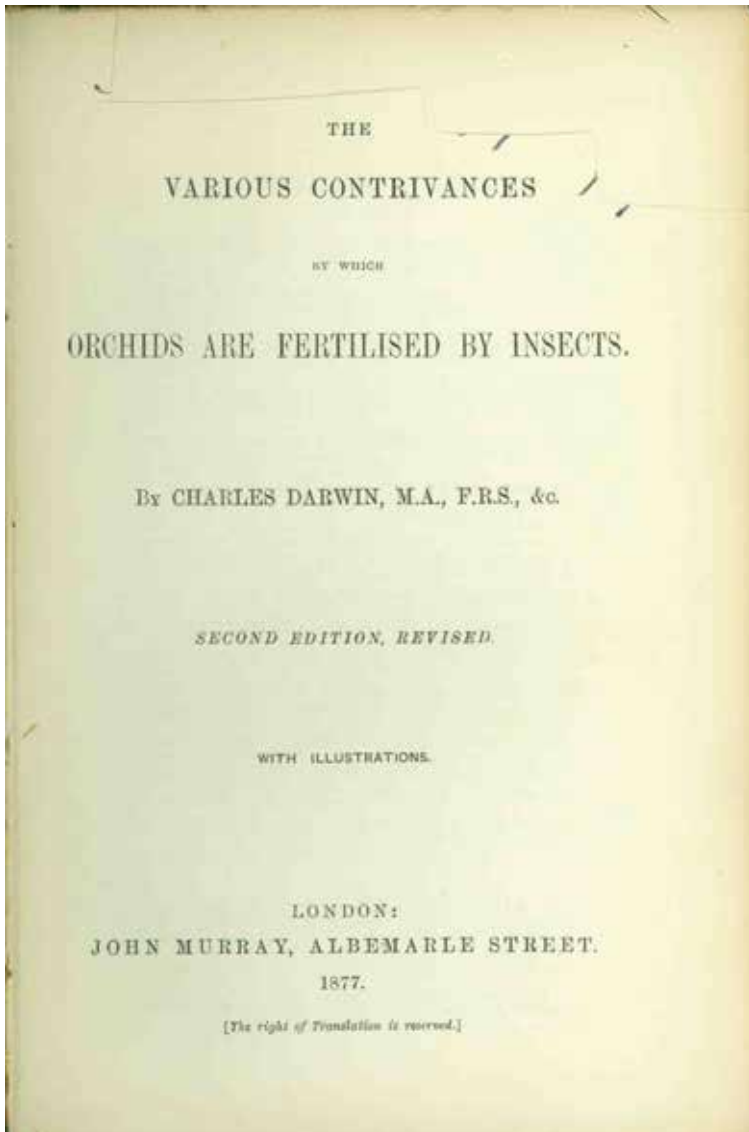 THE
VARIOUS CONTRIVANCES
BY WHICH
ORCHIDS ARE FERTILISED BY INSECTS.
By CHARLES DARWIN, M.A., F.R.S., &c.
SECOND EDITION, REVISED.
WITH ILLUSTRATIONS.
LONDON:
JOHN MURRAY, ALBEMARLE STREET.
1877.
[The right of Translation is reserved.]